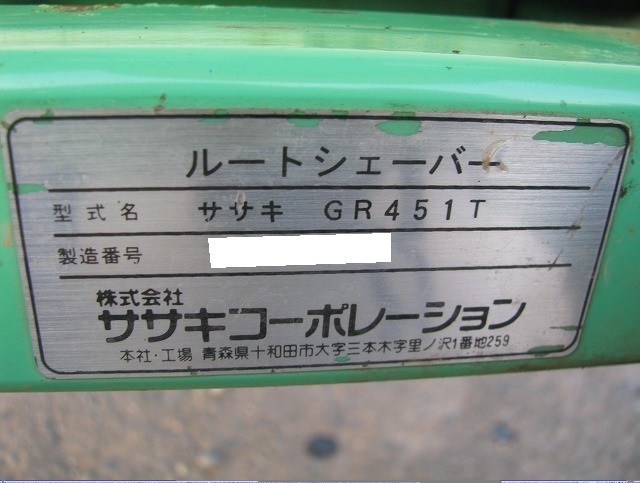 ルートシェーバー
型式名 ササキ GR451T
製造番号
株式会社
ササキコーポレーション
本社・工場 青森県十和田市大字三本木字里ノ沢1番地259